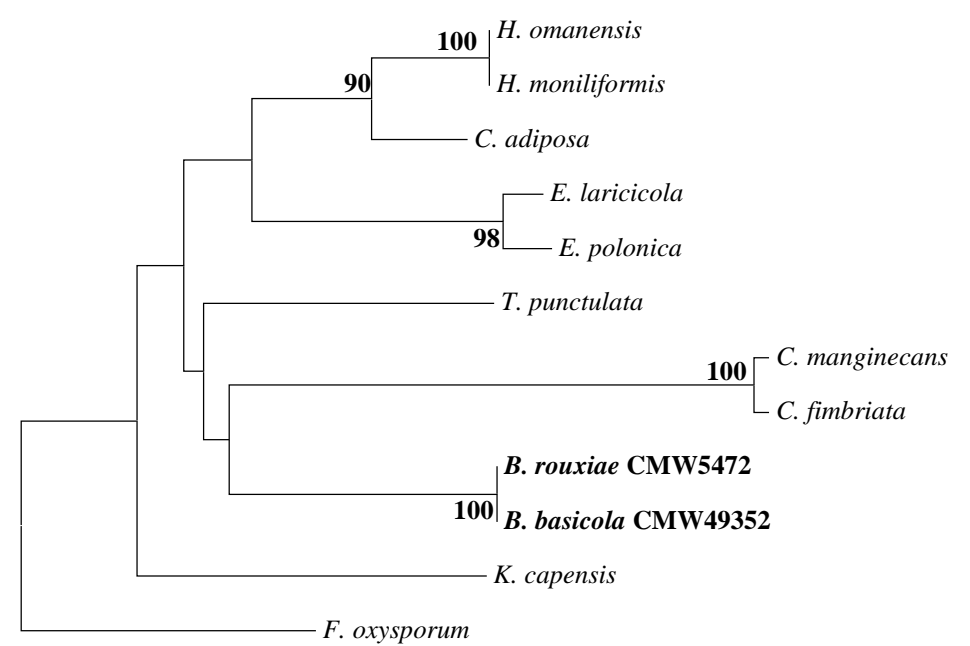 100 H. omanensis
90 H. moniliformis
C. adiposa
E. laricicola
98 E. polonica
T. punctulata
100 C. manginecans
C. fimbriata
B. rouxiae CMW5472
100 B. basicola CMW49352
K. capensis
F. oxysporum